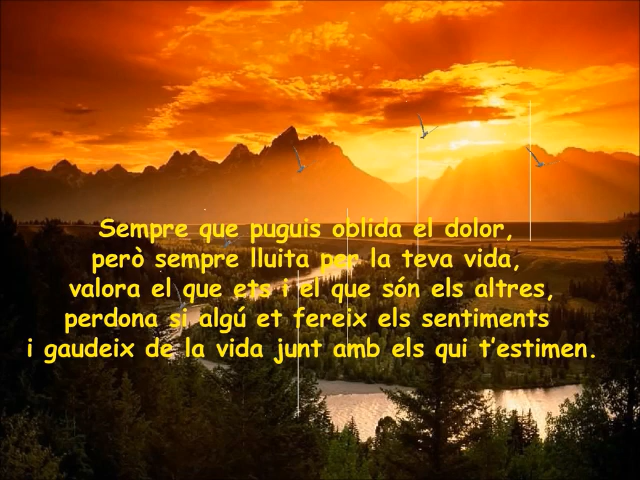 Sempre que puguis oblida el dolor,
però sempre lluita per la teva vida,
valora el que ets i el que són els altres,
perdona si algú et fereix els sentiments
i gaudeix de la vida junt amb els qui t'estimen.